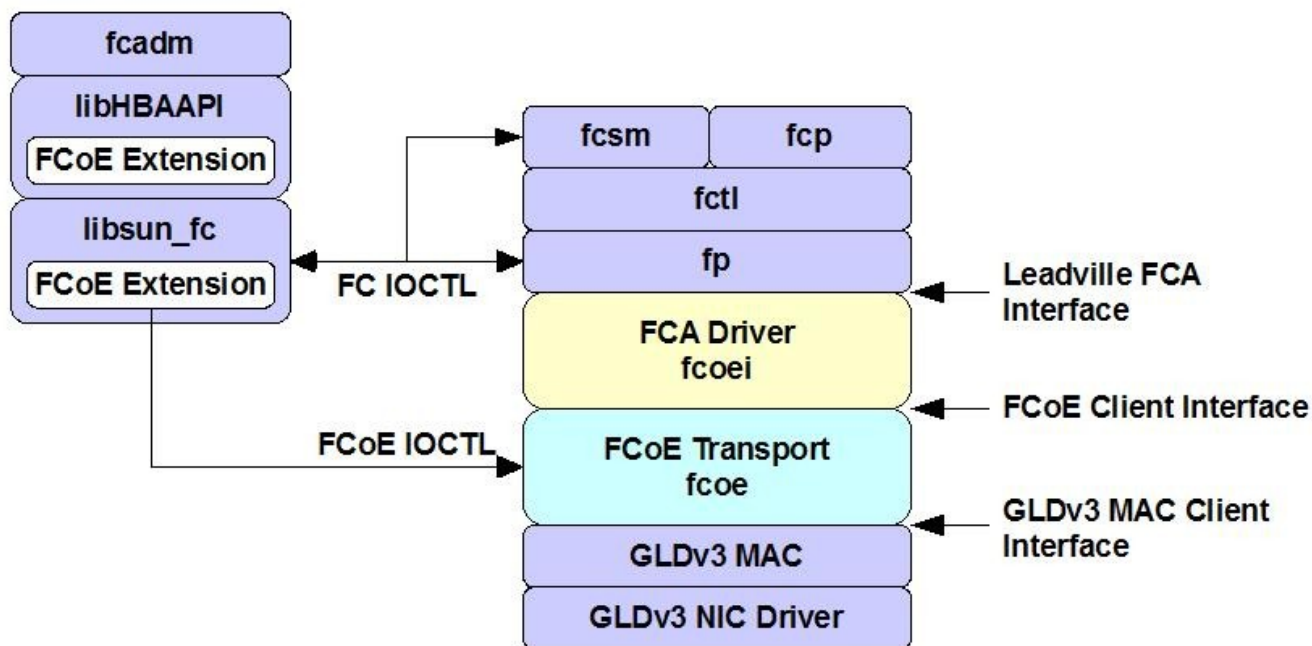 fcadm
libHBAAPI
FCoE Extension
libsun_fc
FCoE Extension
FC IOCTL
FCoE IOCTL
fcsm
fcp
fctl
fp
FCA Driver
fcoei
FCoE Transport
fcoe
GLDv3 MAC
GLDv3 NIC Driver
Leadville FCA
Interface
FCoE Client Interface
GLDv3 MAC Client
Interface